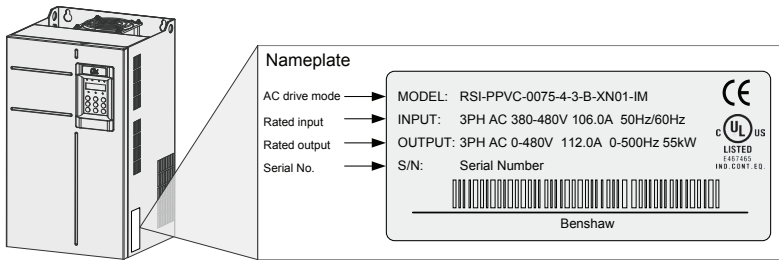 Nameplate
AC drive mode
Rated input
Rated output
Serial No.
MODEL: RSI-PPVC-0075-4-3-B-XN01-IM
INPUT: 3PH AC 380-480V 106.0A 50Hz/60Hz
OUTPUT: 3PH AC 0-480V 112.0A 0-500Hz 55kW
S/N: Serial Number
CE
C UL US
LISTED
E467465
IND.CONT.EQ.
Benshaw